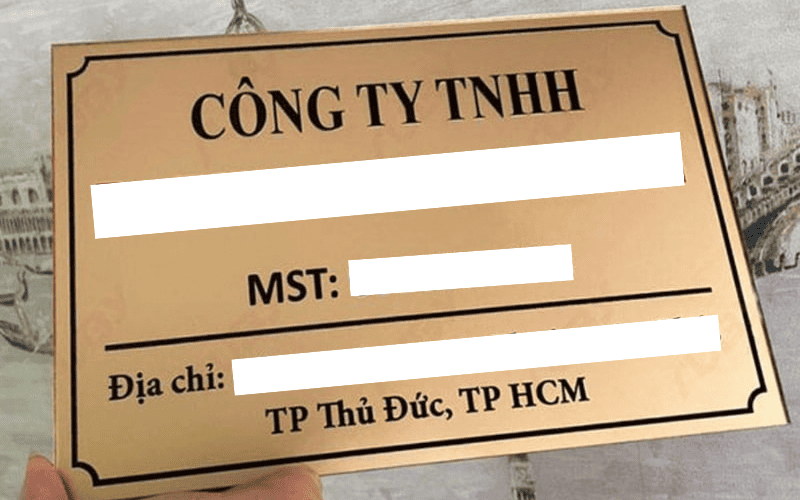 CÔNG TY TNHH
MST:
Địa chỉ:
TP Thủ Đức, TP HCM